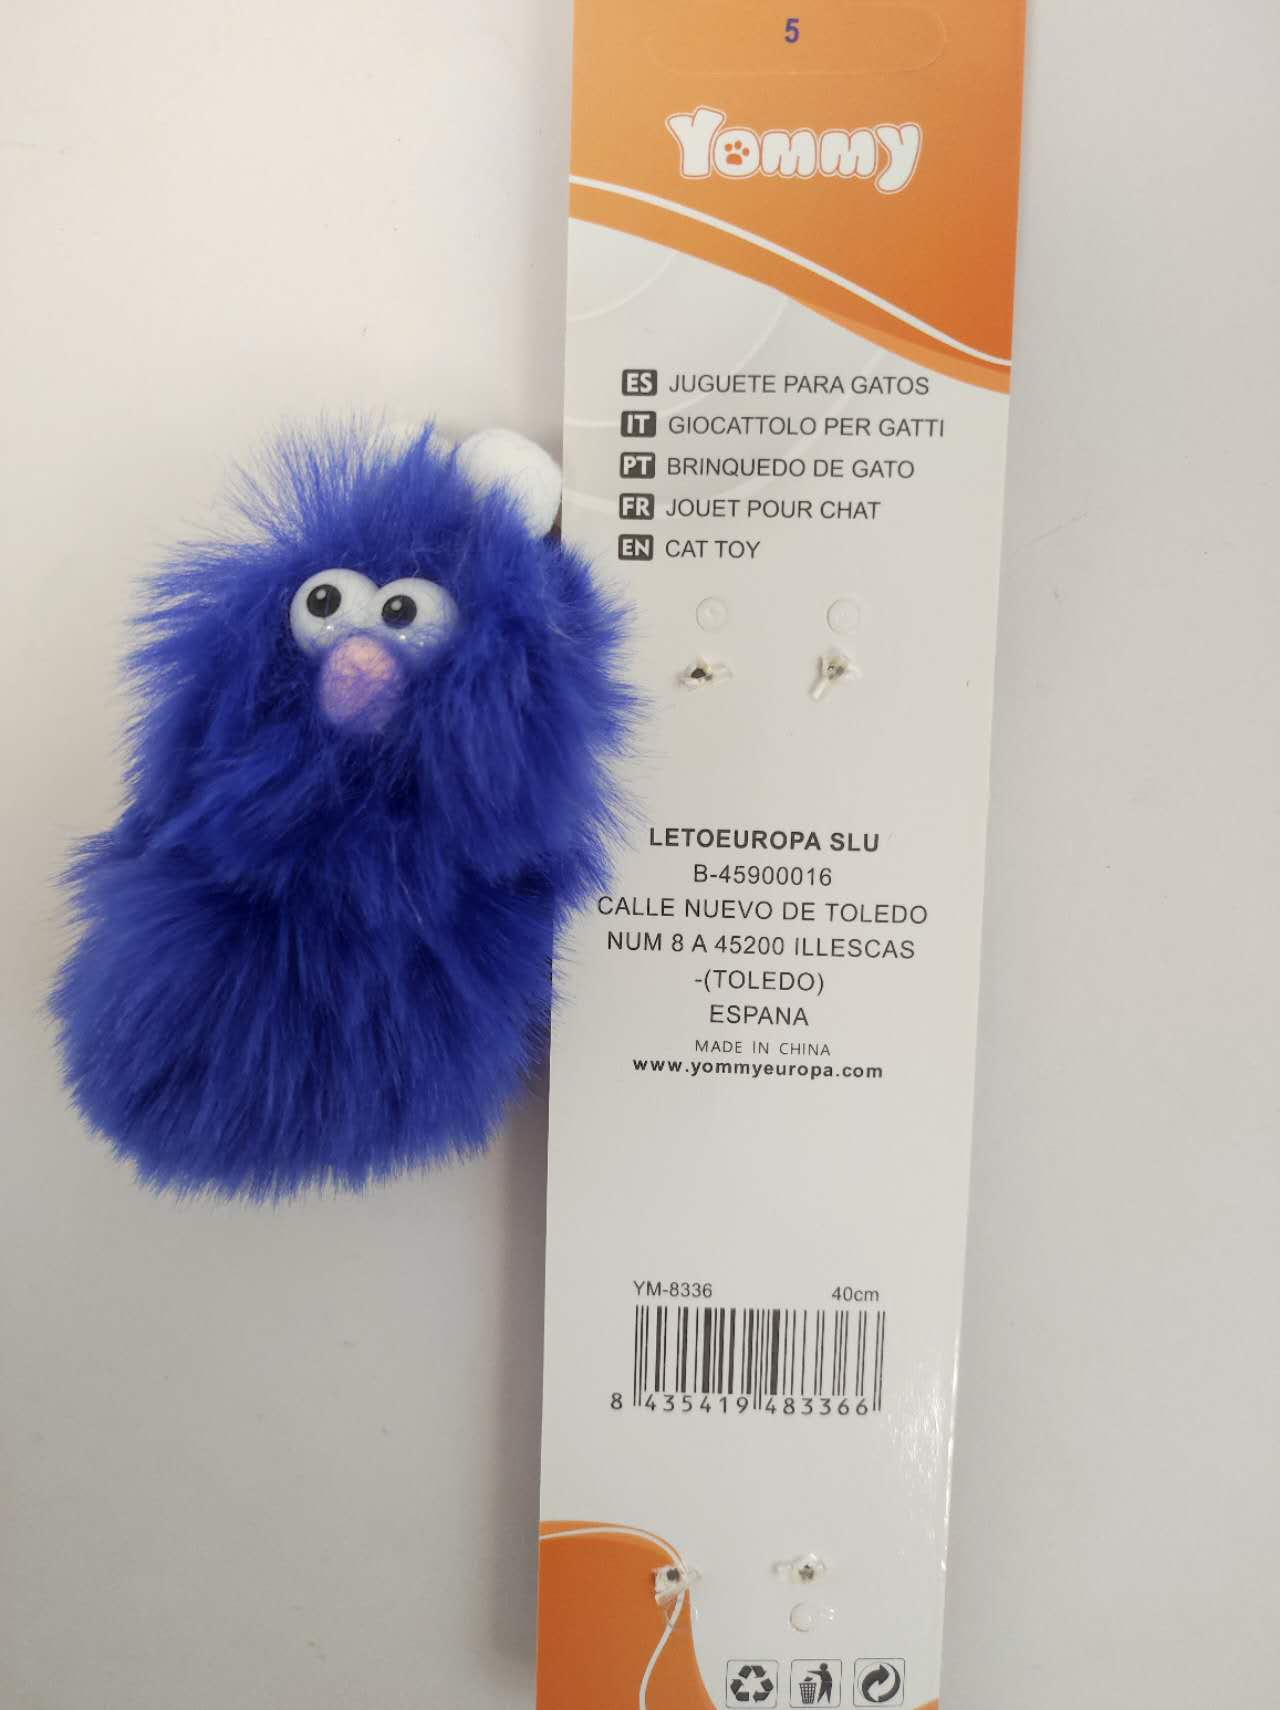 5
Yommy
ES JUGUETE PARA GATOS
IT GIOCATTOLO PER GATTI
PT BRINQUEDO DE GATO
FR JOUET POUR CHAT
EN CAT TOY
LETOEUROPA SLU
B-45900016
CALLE NUEVO DE TOLEDO
NUM 8 A 45200 ILLESCAS
-(TOLEDO)
ESPANA
MADE IN CHINA
www.yommyeuropa.com
YM-8336 40cm
8 435419 483366